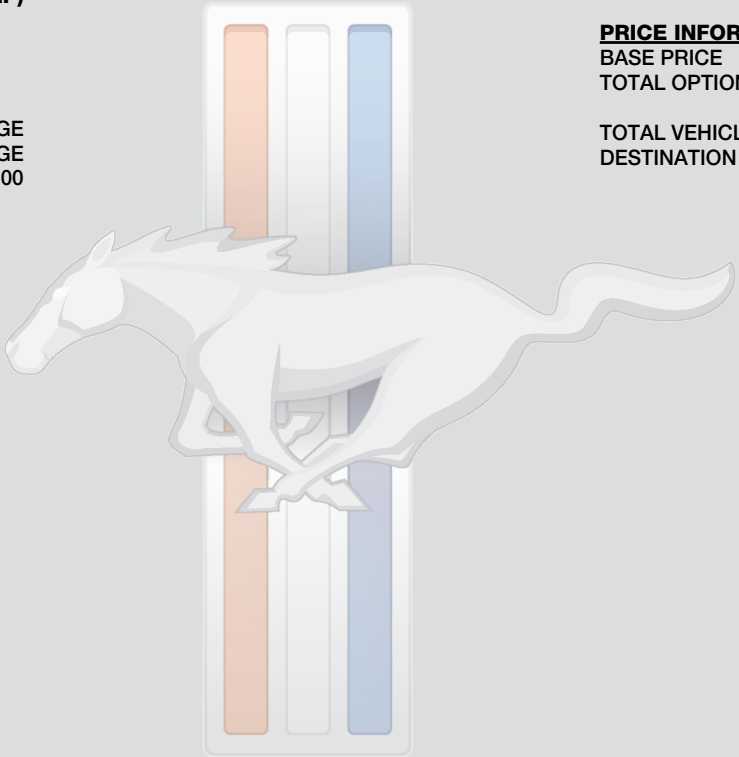 PRICE INFOR
BASE PRICE
TOTAL OPTION
GE
TOTAL VEHICL
GE
DESTINATION
00